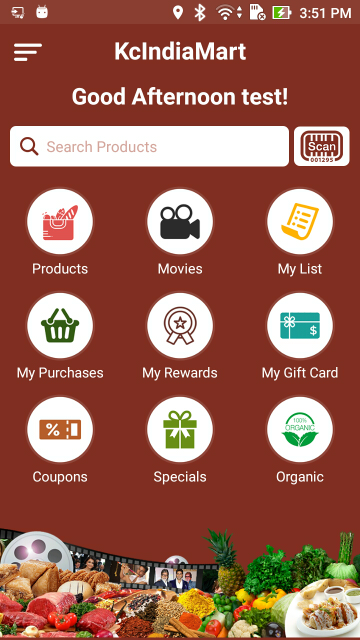 3:51 PM
KcIndiaMart
Good Afternoon test!
Search Products
Scan
001295
Products
Movies
My List
My Purchases
My Rewards
$
My Gift Card
%
Coupons
Specials
100%
ORGANIC
Organic